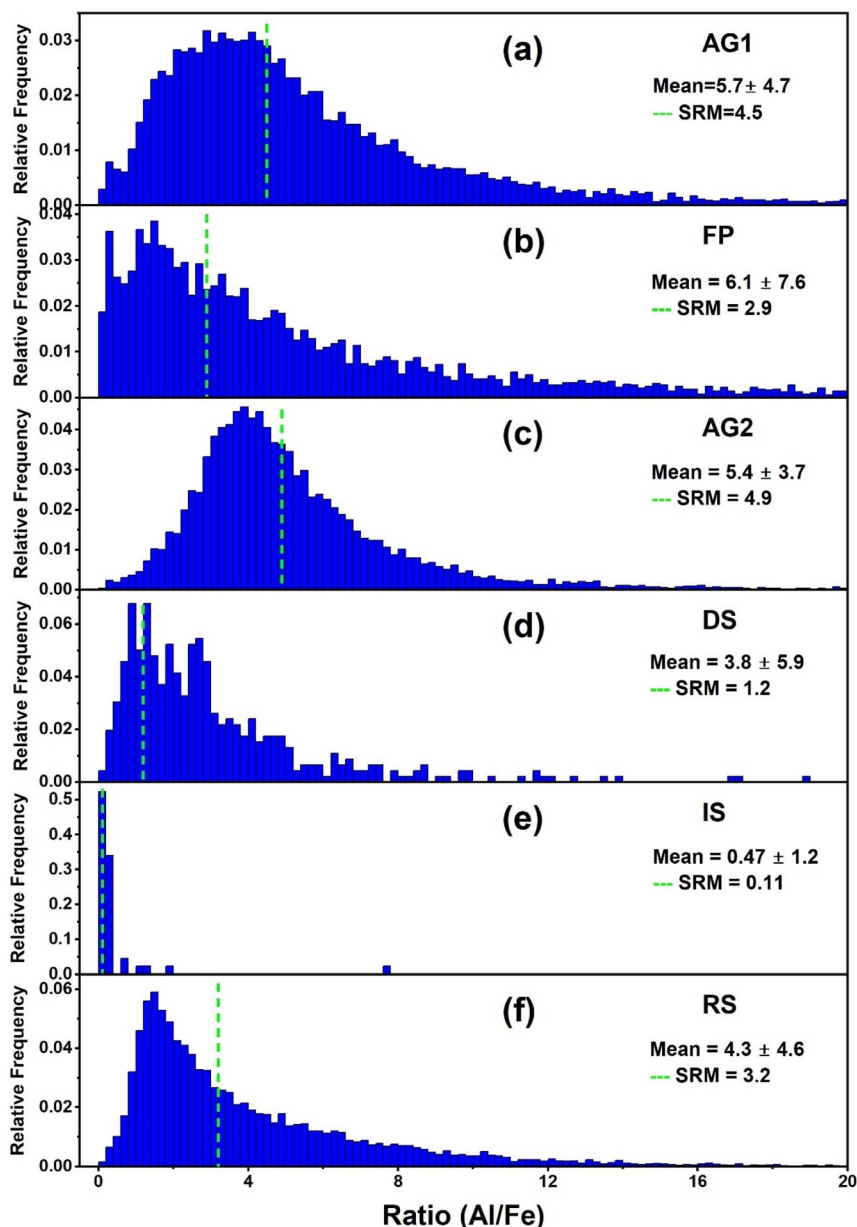 Relative Frequency
0.03
0.02
0.01
0.00
(a)
AG1
Mean=5.7± 4.7
SRM=4.5
Relative Frequency
0.04
0.03
0.02
0.01
0.00
(b)
FP
Mean = 6.1 ± 7.6
SRM = 2.9
Relative Frequency
0.04
0.03
0.02
0.01
0.00
(c)
AG2
Mean = 5.4 ± 3.7
SRM = 4.9
Relative Frequency
0.06
0.04
0.02
0.00
(d)
DS
Mean = 3.8 ± 5.9
SRM = 1.2
Relative Frequency
0.5
0.4
0.3
0.2
0.1
0.0
(e)
IS
Mean = 0.47 ± 1.2
SRM = 0.11
Relative Frequency
0.06
0.04
0.02
0.00
(f)
RS
Mean = 4.3 ± 4.6
SRM = 3.2
0 4 8 12 16 20
Ratio (Al/Fe)